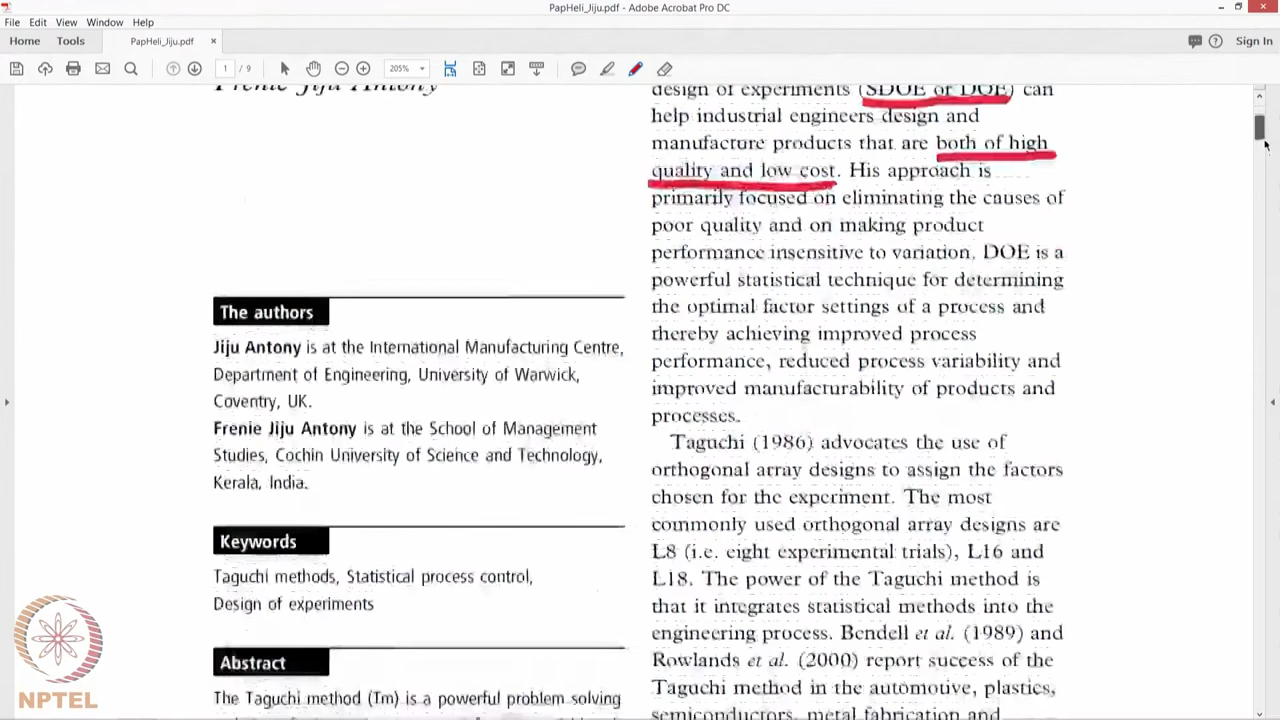 PapHeli_Jiju.pdf - Adobe Acrobat Pro DC
File Edit View Window Help
Home Tools PapHeli_Jiju.pdf × Sign In
1 / 9 205%
Frenie Jiju Antony
The authors
Jiju Antony is at the International Manufacturing Centre,
Department of Engineering, University of Warwick,
Coventry, UK.
Frenie Jiju Antony is at the School of Management
Studies, Cochin University of Science and Technology,
Kerala, India.
Keywords
Taguchi methods, Statistical process control,
Design of experiments
Abstract
The Taguchi method (Tm) is a powerful problem solving
design of experiments (SDOE or DOE) can
help industrial engineers design and
manufacture products that are both of high
quality and low cost. His approach is
primarily focused on eliminating the causes of
poor quality and on making product
performance insensitive to variation. DOE is a
powerful statistical technique for determining
the optimal factor settings of a process and
thereby achieving improved process
performance, reduced process variability and
improved manufacturability of products and
processes.
Taguchi (1986) advocates the use of
orthogonal array designs to assign the factors
chosen for the experiment. The most
commonly used orthogonal array designs are
L8 (i.e. eight experimental trials), L16 and
L18. The power of the Taguchi method is
that it integrates statistical methods into the
engineering process. Bendell et al. (1989) and
Rowlands et al. (2000) report success of the
Taguchi method in the automotive, plastics,
semiconductors, metal fabrication and
NPTEL